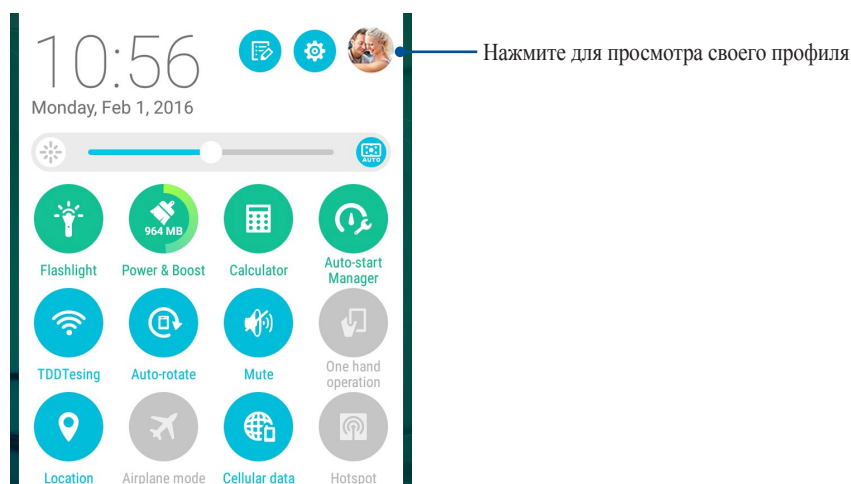 10:56
Monday, Feb 1, 2016
Нажмите для просмотра своего профиля
AUTO
964 MB
Flashlight
Power & Boost
Calculator
Auto-start
Manager
TDDTesing
Auto-rotate
Mute
One hand
operation
Location
Airplane mode
Cellular data
Hotspot